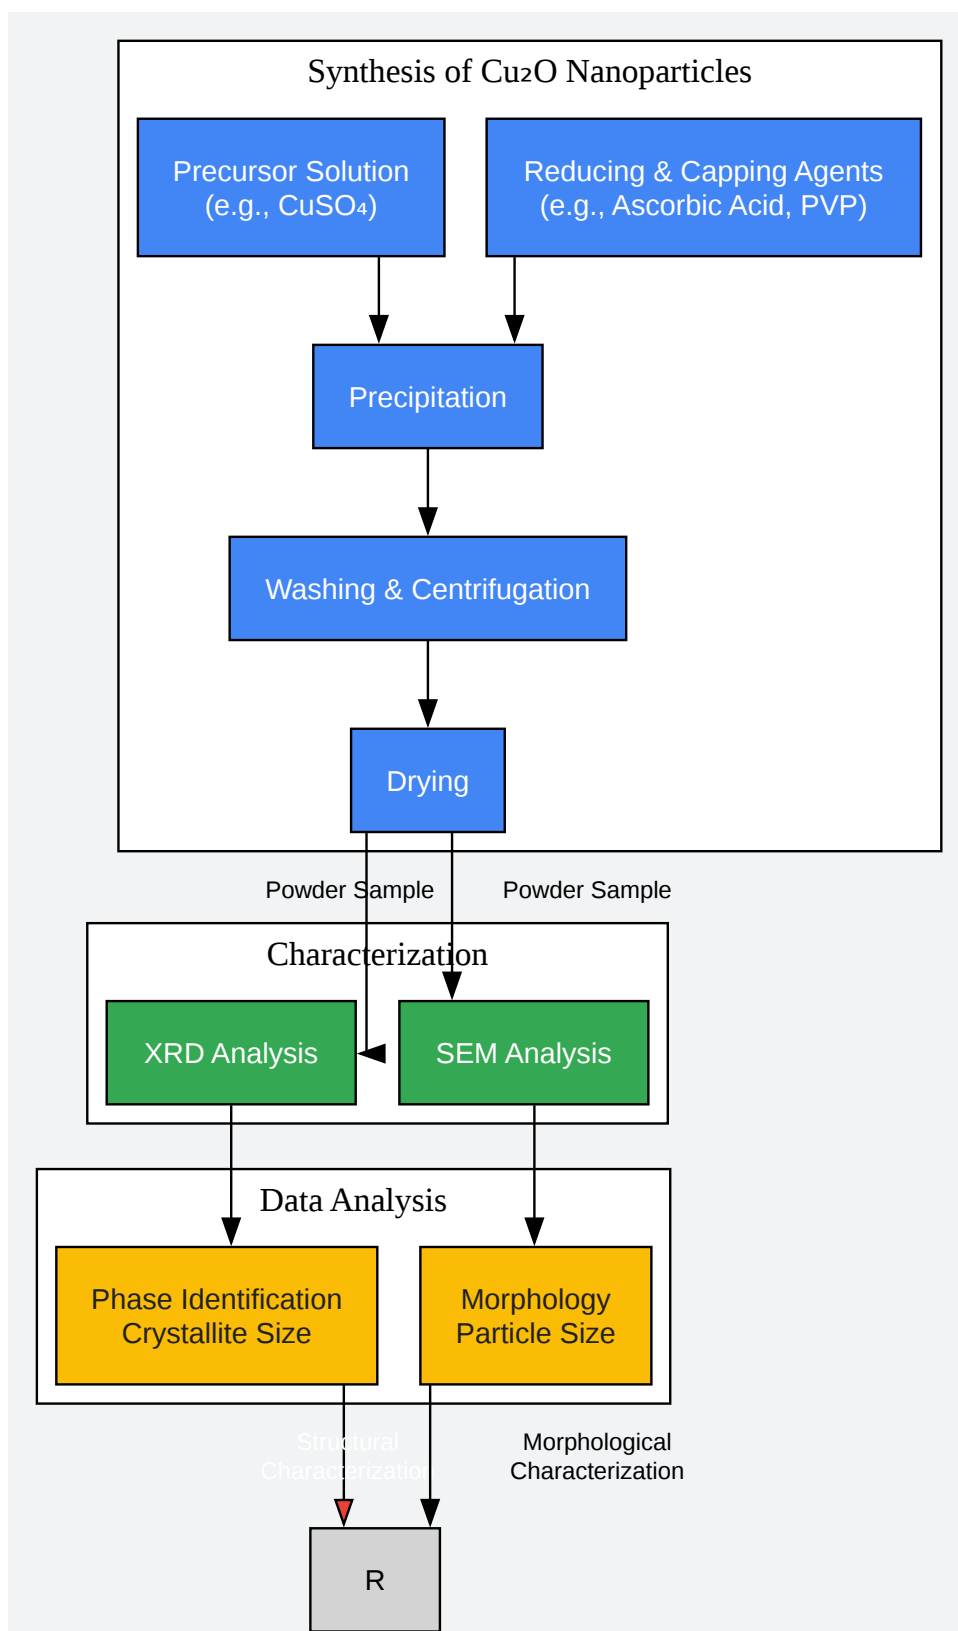 Synthesis of Cu₂O Nanoparticles
Precursor Solution
(e.g., CuSO₄)
Reducing & Capping Agents
(e.g., Ascorbic Acid, PVP)
Precipitation
Washing & Centrifugation
Drying
Powder Sample
Powder Sample
Characterization
XRD Analysis
SEM Analysis
Data Analysis
Phase Identification
Crystallite Size
Morphology
Particle Size
Structural
Characterization
Morphological
Characterization
R